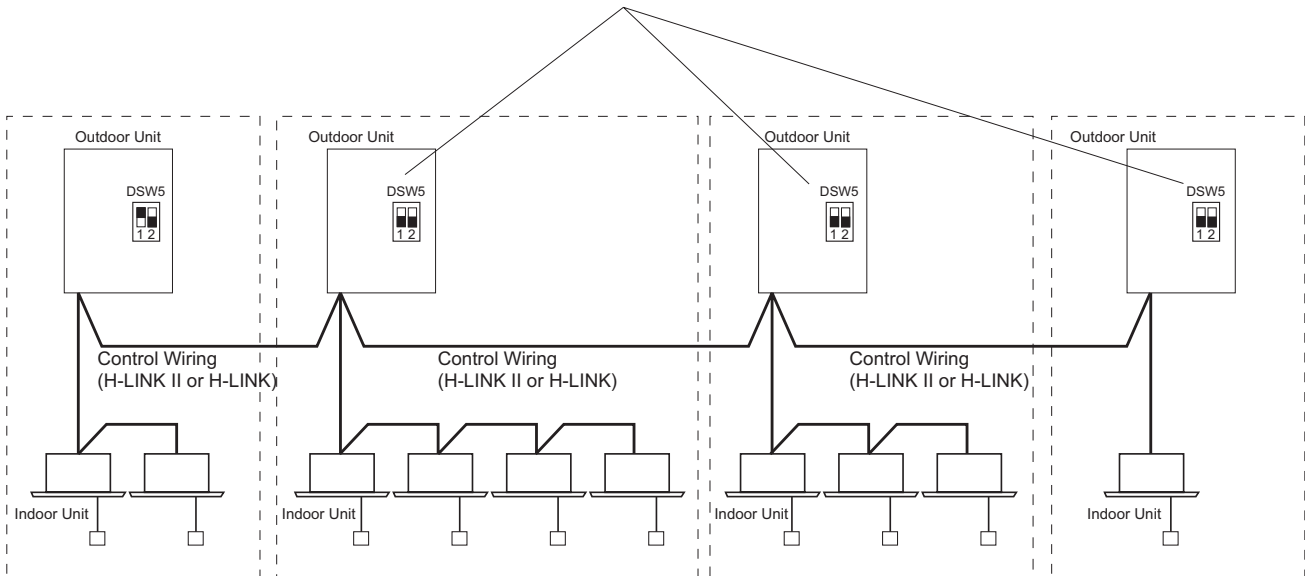 Outdoor Unit
DSW5
1 2
Outdoor Unit
DSW5
1 2
Outdoor Unit
DSW5
1 2
Outdoor Unit
DSW5
1 2
Control Wiring
(H-LINK II or H-LINK)
Control Wiring
(H-LINK II or H-LINK)
Control Wiring
(H-LINK II or H-LINK)
Indoor Unit
Indoor Unit
Indoor Unit
Indoor Unit